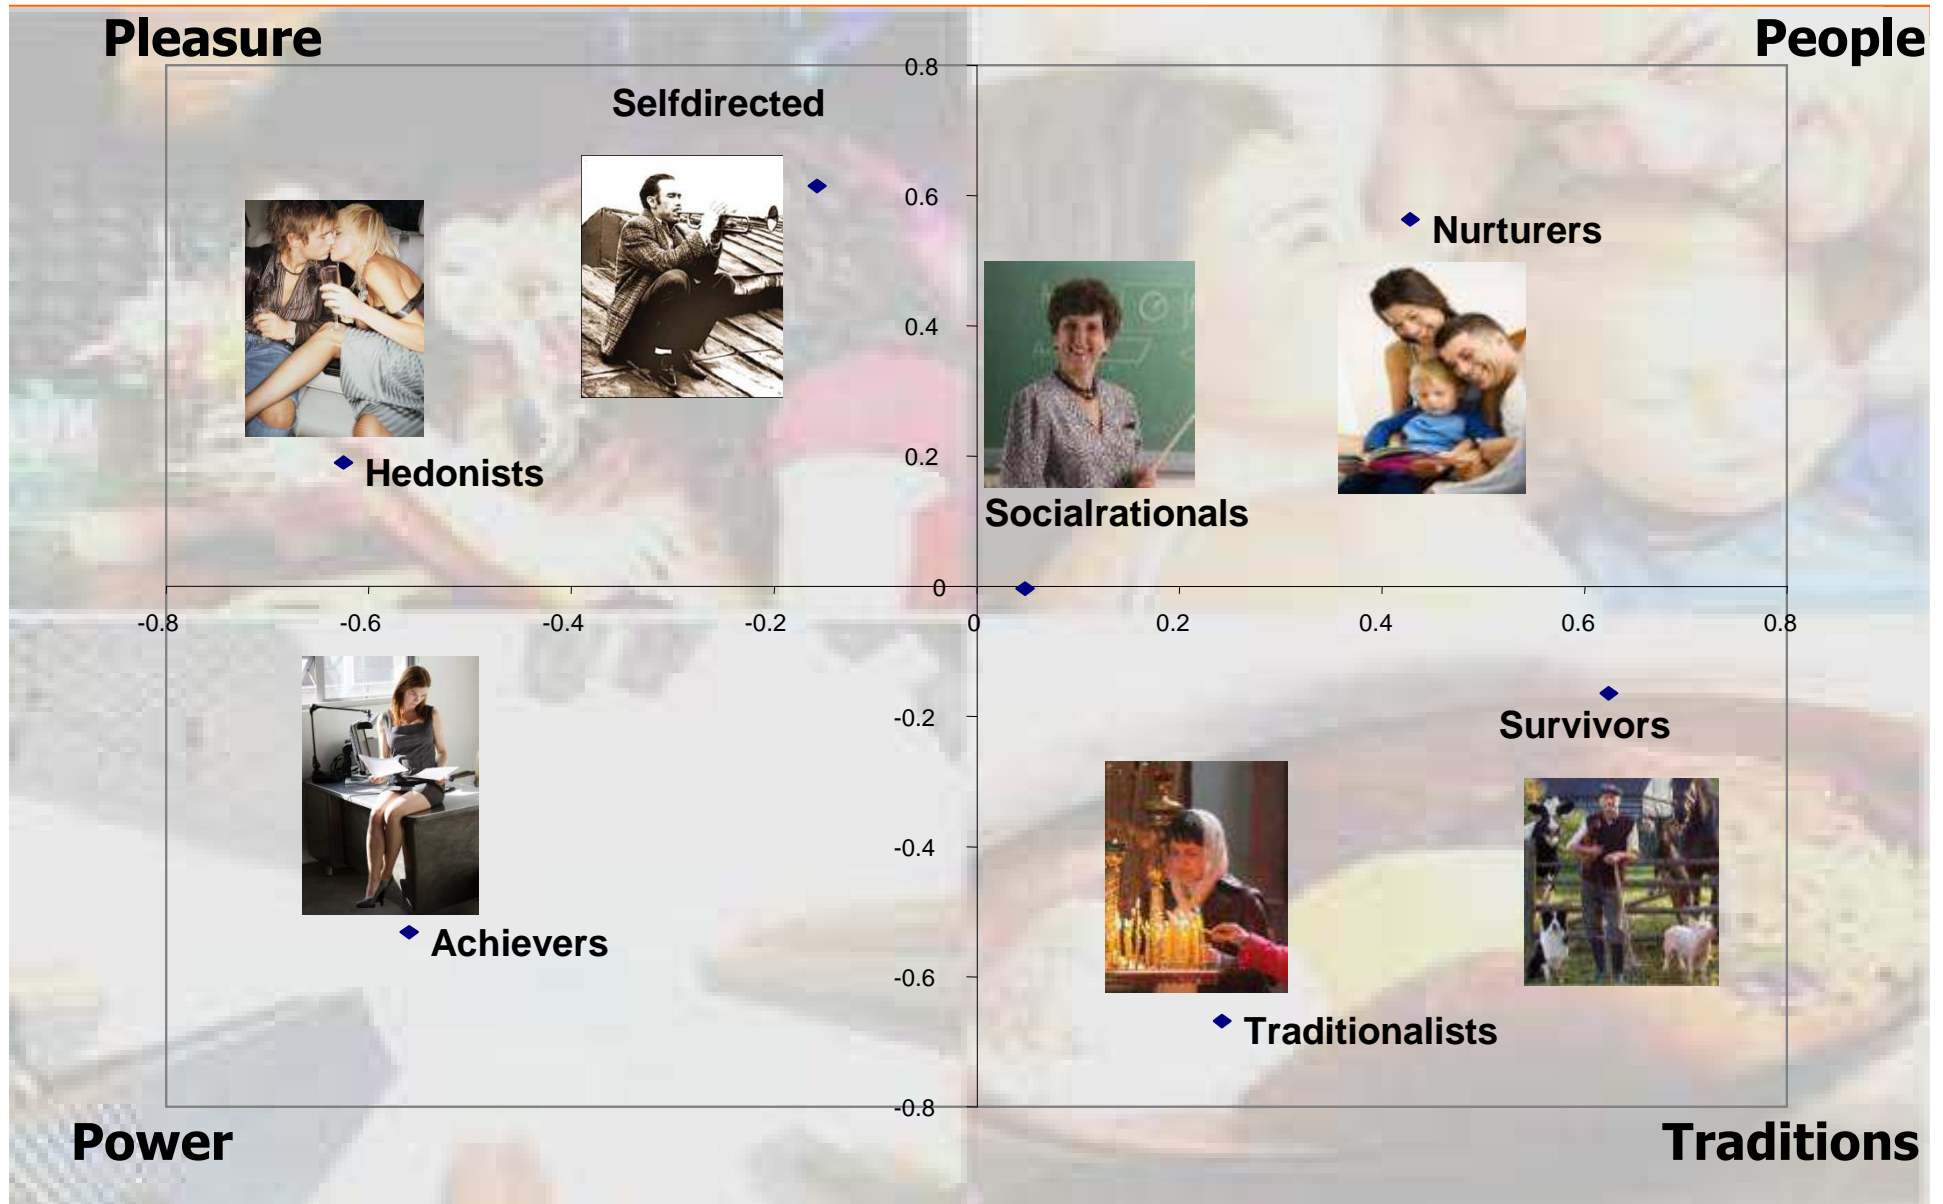 Pleasure
People
0.8
Selfdirected
0.6
Nurturers
0.4
0.2
Hedonists
Socialrationals
0
-0.8 -0.6 -0.4 -0.2 0 0.2 0.4 0.6 0.8
-0.2
Survivors
-0.4
Achievers
-0.6
Traditionalists
-0.8
Power
Traditions